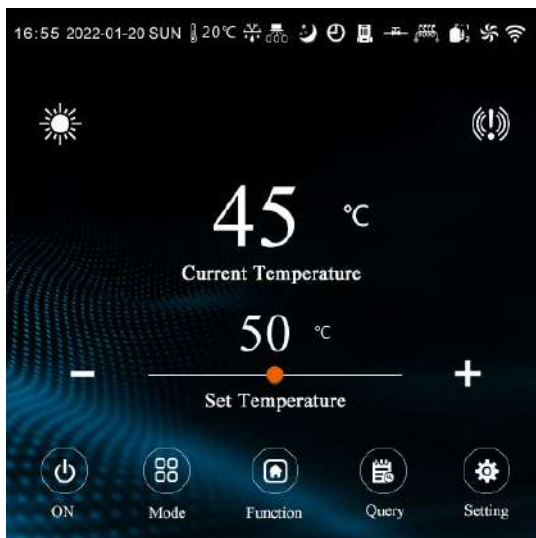 16:55 2022-01-20 SUN 20℃
45 ℃
Current Temperature
50 ℃
Set Temperature
ON Mode Function Query Setting